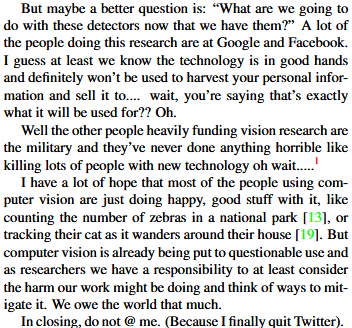 But maybe a better question is: “What are we going to
do with these detectors now that we have them?” A lot of
the people doing this research are at Google and Facebook.
I guess at least we know the technology is in good hands
and definitely won’t be used to harvest your personal infor-
mation and sell it to.... wait, you’re saying that’s exactly
what it will be used for?? Oh.
Well the other people heavily funding vision research are
the military and they’ve never done anything horrible like
killing lots of people with new technology oh wait.....1
I have a lot of hope that most of the people using com-
puter vision are just doing happy, good stuff with it, like
counting the number of zebras in a national park [13], or
tracking their cat as it wanders around their house [19]. But
computer vision is already being put to questionable use and
as researchers we have a responsibility to at least consider
the harm our work might be doing and think of ways to mit-
igate it. We owe the world that much.
In closing, do not @ me. (Because I finally quit Twitter).